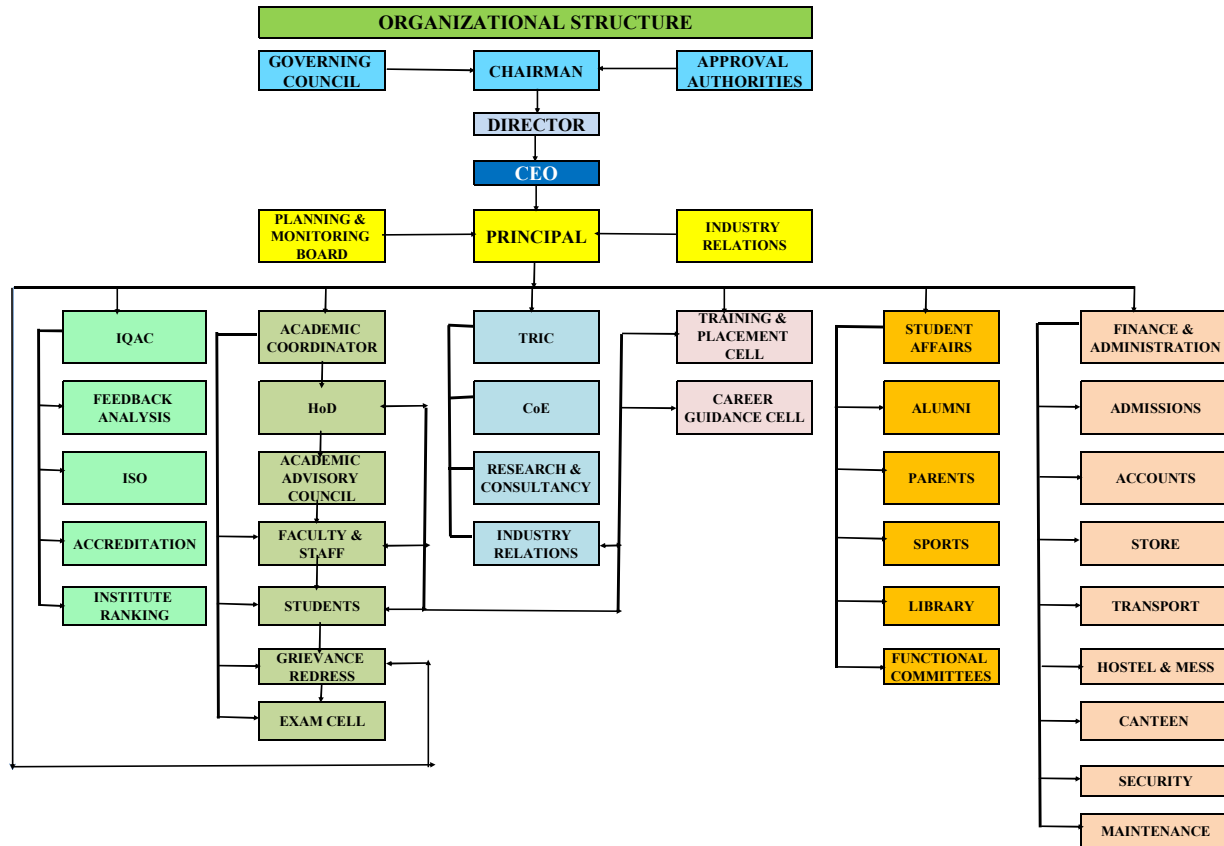 ORGANIZATIONAL STRUCTURE
GOVERNING
COUNCIL
CHAIRMAN
APPROVAL
AUTHORITIES
DIRECTOR
CEO
PLANNING &
MONITORING
BOARD
PRINCIPAL
INDUSTRY
RELATIONS
IQAC
FEEDBACK
ANALYSIS
ISO
ACCREDITATION
INSTITUTE
RANKING
ACADEMIC
COORDINATOR
HoD
ACADEMIC
ADVISORY
COUNCIL
FACULTY &
STAFF
STUDENTS
GRIEVANCE
REDRESS
EXAM CELL
TRIC
CoE
RESEARCH &
CONSULTANCY
INDUSTRY
RELATIONS
TRAINING &
PLACEMENT
CELL
CAREER
GUIDANCE CELL
STUDENT
AFFAIRS
ALUMNI
PARENTS
SPORTS
LIBRARY
FUNCTIONAL
COMMITTEES
FINANCE &
ADMINISTRATION
ADMISSIONS
ACCOUNTS
STORE
TRANSPORT
HOSTEL & MESS
CANTEEN
SECURITY
MAINTENANCE